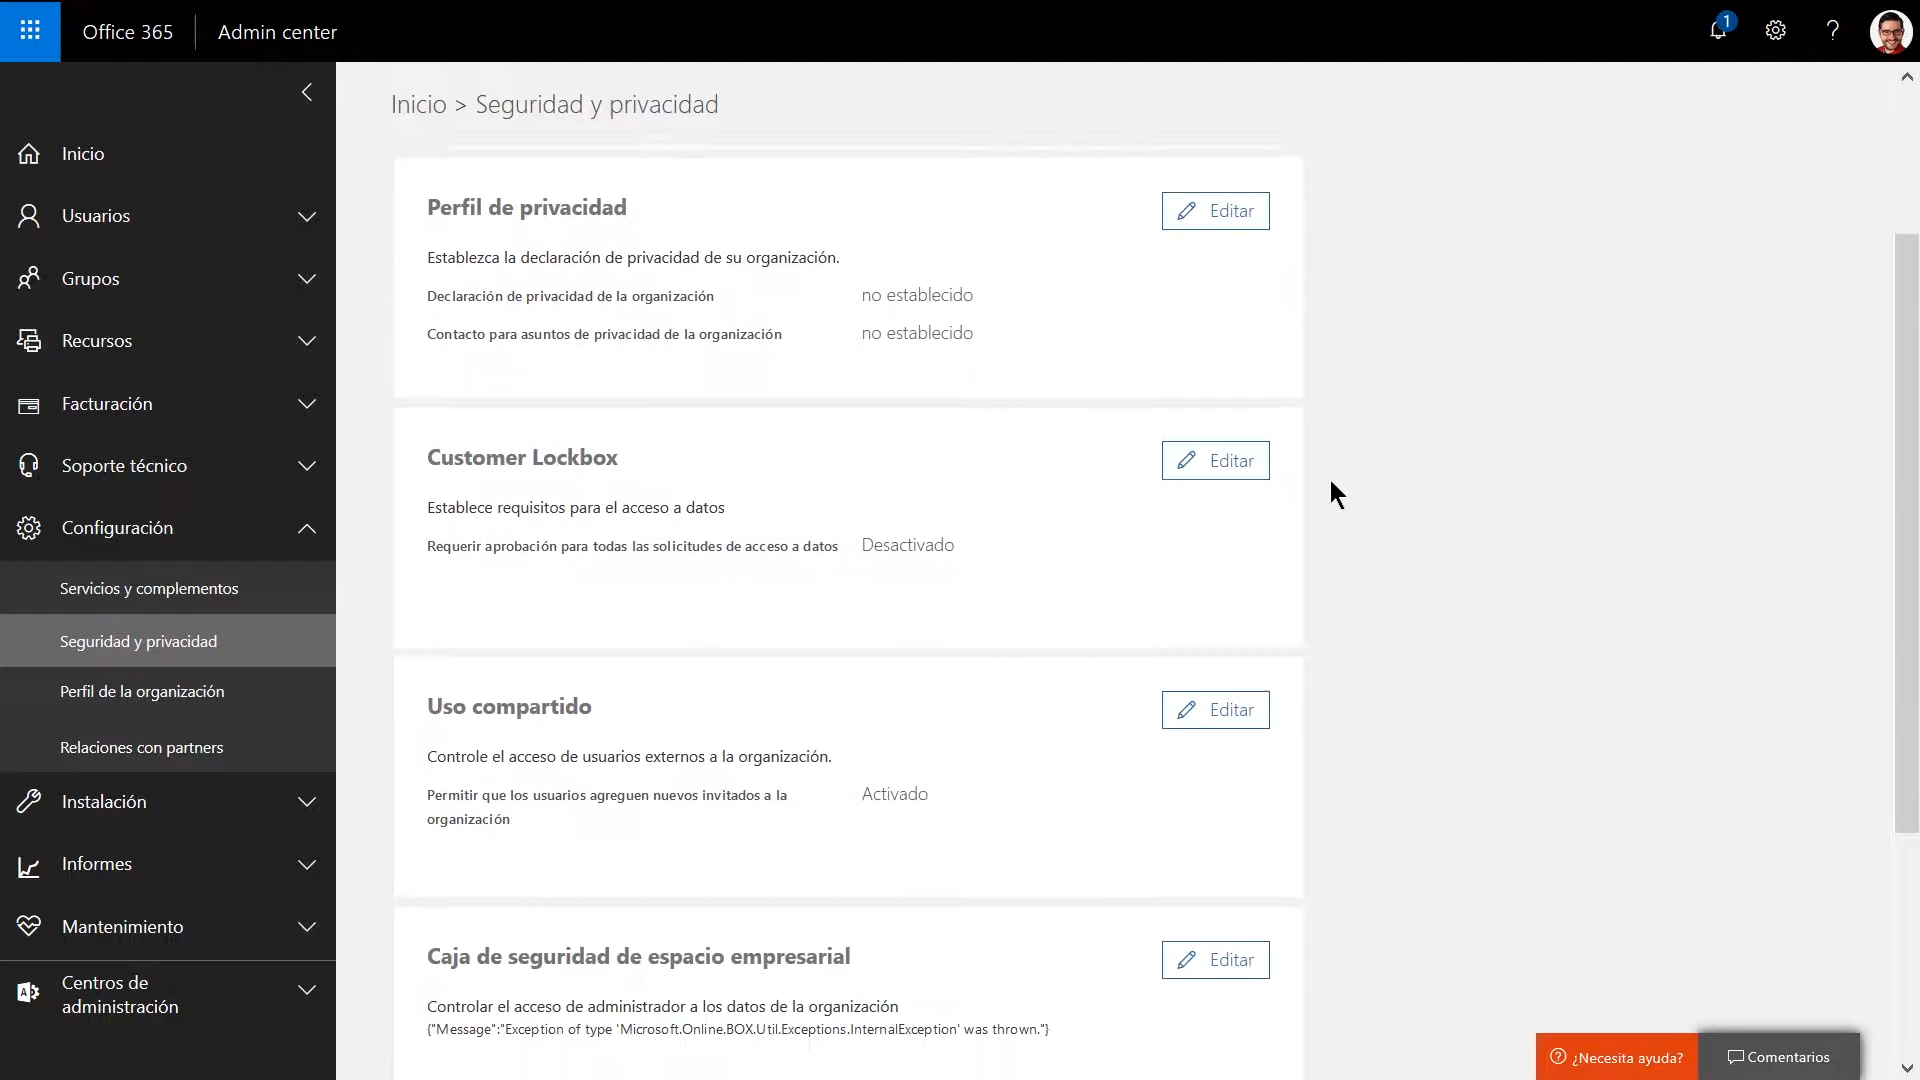 Office 365
Admin center
1
?
Inicio
Usuarios
Grupos
Recursos
Facturación
Soporte técnico
Configuración
Servicios y complementos
Seguridad y privacidad
Perfil de la organización
Relaciones con partners
Instalación
Informes
Mantenimiento
A
Centros de
administración
Inicio > Seguridad y privacidad
Perfil de privacidad
Editar
Establezca la declaración de privacidad de su organización.
Declaración de privacidad de la organización no establecido
Contacto para asuntos de privacidad de la organización no establecido
Customer Lockbox
Editar
Establece requisitos para el acceso a datos
Requerir aprobación para todas las solicitudes de acceso a datos Desactivado
Uso compartido
Editar
Controle el acceso de usuarios externos a la organización.
Permitir que los usuarios agreguen nuevos invitados a la Activado
organización
Caja de seguridad de espacio empresarial
Editar
Controlar el acceso de administrador a los datos de la organización
{"Message":"Exception of type 'Microsoft.Online.BOX.Util.Exceptions.InternalException' was thrown."}
¿Necesita ayuda?
Comentarios